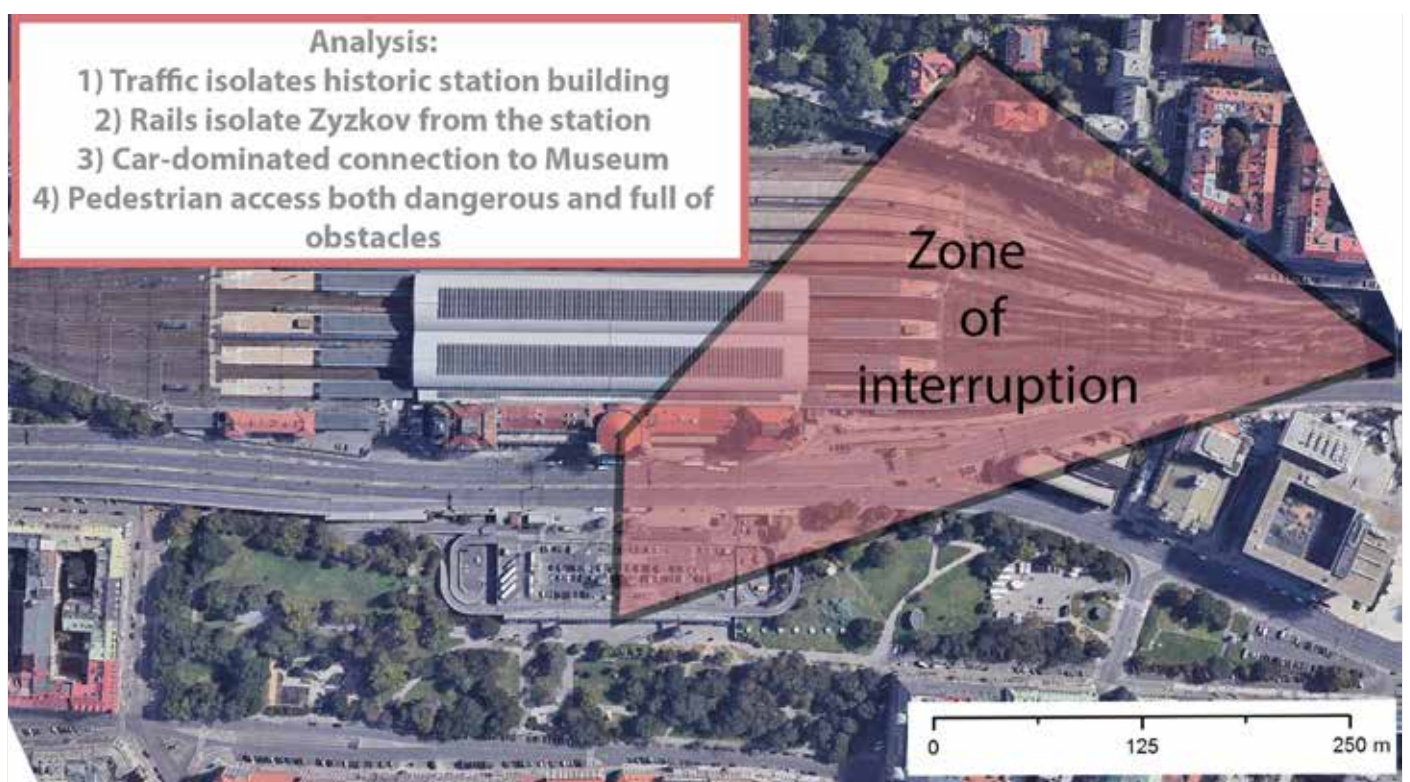 Analysis:
1) Traffic isolates historic station building
2) Rails isolate Zyzkov from the station
3) Car-dominated connection to Museum
4) Pedestrian access both dangerous and full of
obstacles
Zone
of
interruption
0 125 250 m